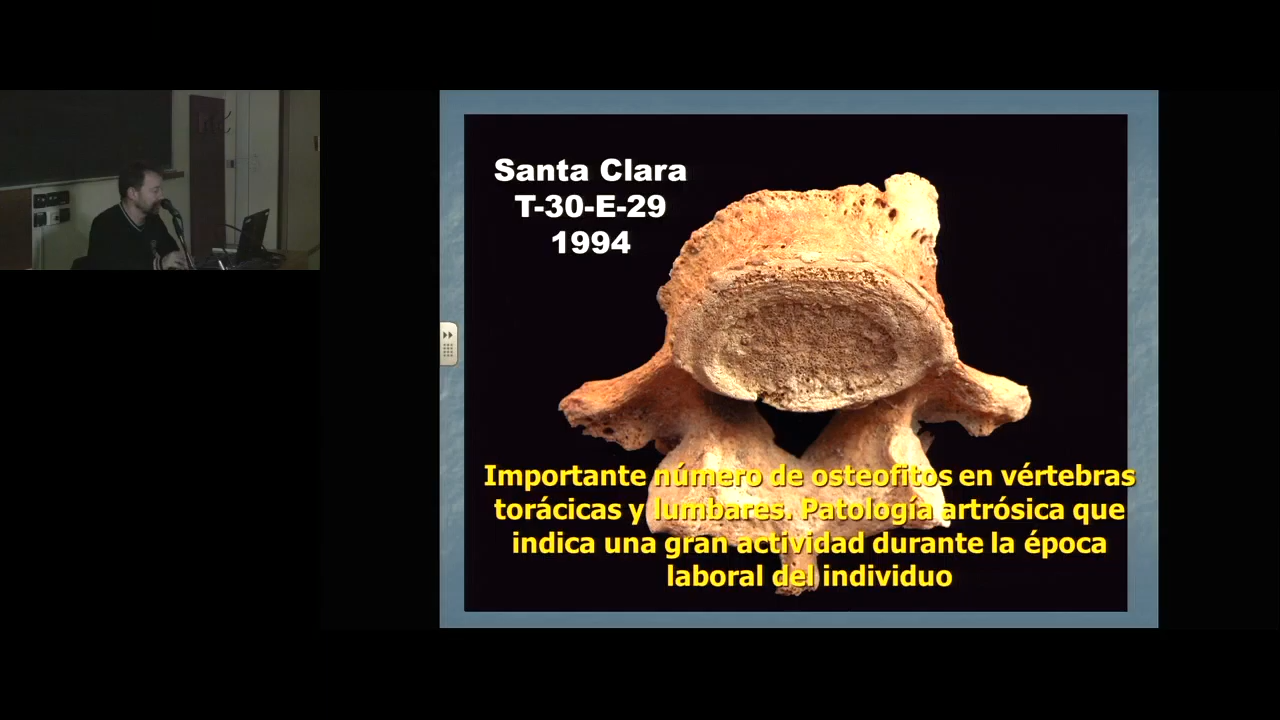 Santa Clara
T-30-E-29
1994
Importante número de osteofitos en vértebras
torácicas y lumbares. Patología artrósica que
indica una gran actividad durante la época
laboral del individuo